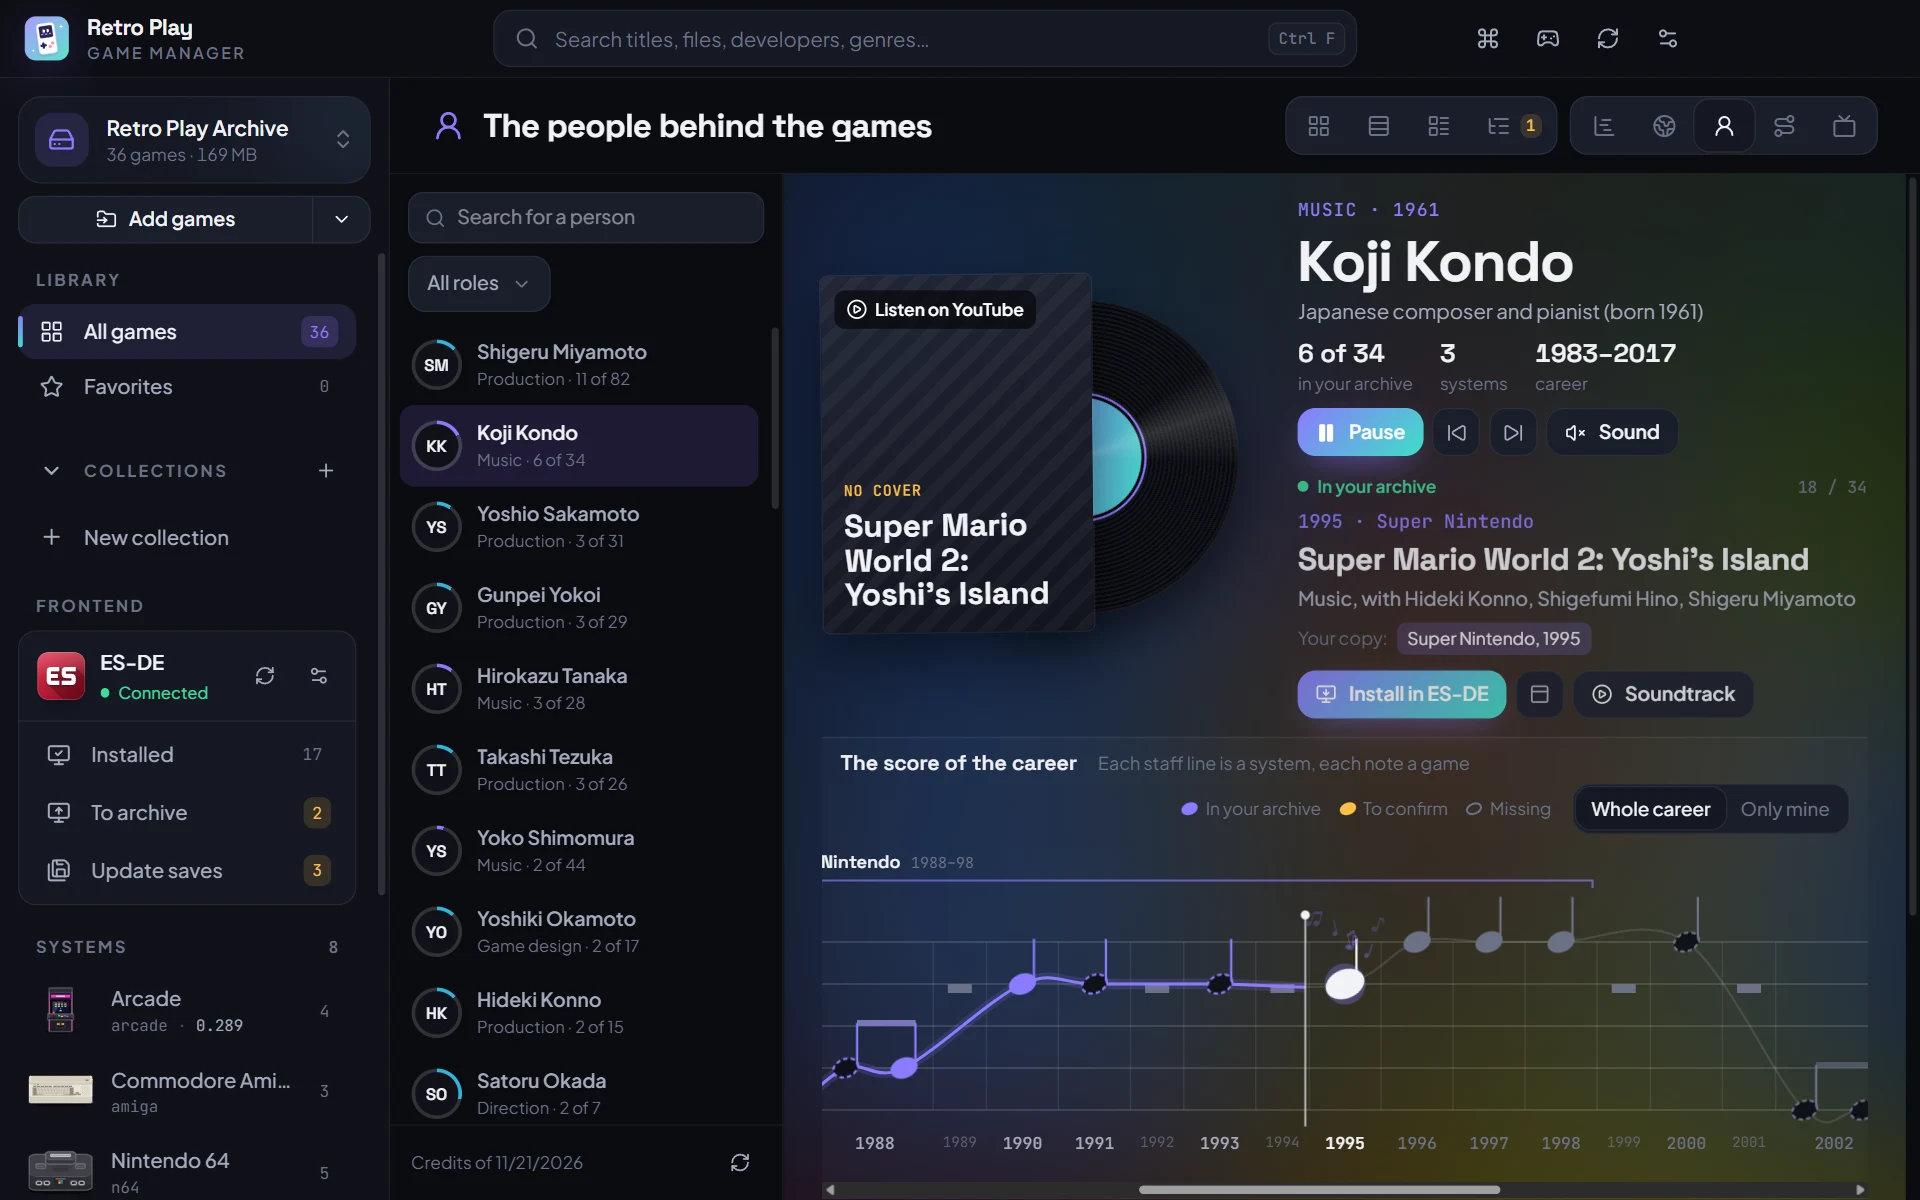 Retro Play
GAME MANAGER
Search titles, files, developers, genres...
Ctrl F
Retro Play Archive
36 games · 169 MB
Add games
LIBRARY
All games
36
Favorites
0
COLLECTIONS
New collection
FRONTEND
ES
ES-DE
Connected
Installed
17
To archive
2
Update saves
3
SYSTEMS
8
Arcade
arcade · 0.289
4
Commodore Ami...
amiga
3
Nintendo 64
n64
5
The people behind the games
1
Search for a person
All roles
SM
Shigeru Miyamoto
Production · 11 of 82
KK
Koji Kondo
Music · 6 of 34
YS
Yoshio Sakamoto
Production · 3 of 31
GY
Gunpei Yokoi
Production · 3 of 29
HT
Hirokazu Tanaka
Music · 3 of 28
TT
Takashi Tezuka
Production · 3 of 26
YS
Yoko Shimomura
Music · 2 of 44
YO
Yoshiki Okamoto
Game design · 2 of 17
HK
Hideki Konno
Production · 2 of 15
SO
Satoru Okada
Direction · 2 of 7
Credits of 11/21/2026
Listen on YouTube
NO COVER
Super Mario
World 2:
Yoshi's Island
MUSIC · 1961
Koji Kondo
Japanese composer and pianist (born 1961)
6 of 34
in your archive
3
systems
1983–2017
career
Pause
Sound
In your archive
18 / 34
1995 · Super Nintendo
Super Mario World 2: Yoshi's Island
Music, with Hideki Konno, Shigefumi Hino, Shigeru Miyamoto
Your copy:
Super Nintendo, 1995
Install in ES-DE
Soundtrack
The score of the career
Each staff line is a system, each note a game
In your archive
To confirm
Missing
Whole career
Only mine
Nintendo 1988–98
1988 1989 1990 1991 1992 1993 1994 1995 1996 1997 1998 1999 2000 2001 2002